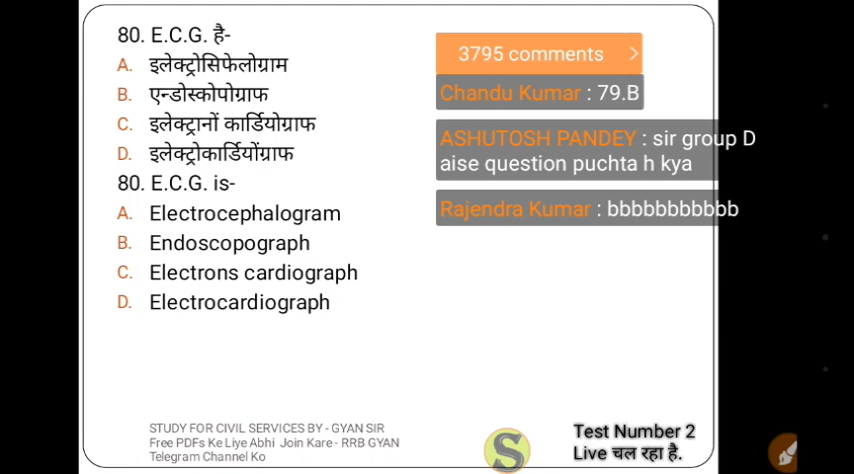 80. E.C.G. है-
A. इलेक्ट्रोसिफेलोग्राम
B. एन्डोस्कोपोग्राफ
C. इलेक्ट्रानों कार्डियोग्राफ
D. इलेक्ट्रोकार्डियोंग्राफ
80. E.C.G. is-
A. Electrocephalogram
B. Endoscopograph
C. Electrons cardiograph
D. Electrocardiograph
3795 comments
Chandu Kumar : 79.B
ASHUTOSH PANDEY : sir group D
aise question puchta h kya
Rajendra Kumar : bbbbbbbbbbb
STUDY FOR CIVIL SERVICES BY - GYAN SIR
Free PDFs Ke Liye Abhi Join Kare - RRB GYAN
Telegram Channel Ko
S
Test Number 2
Live चल रहा है.